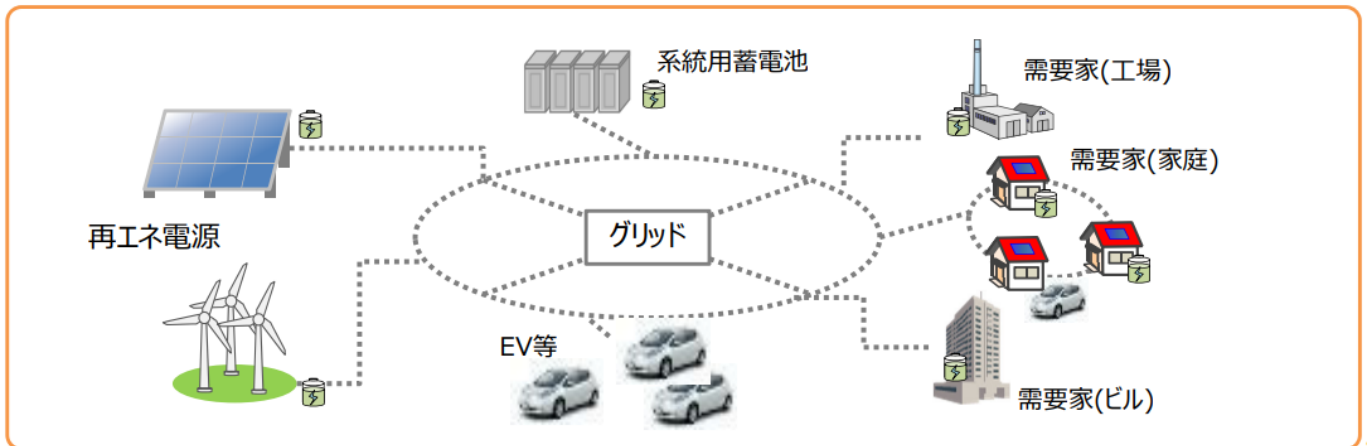 系統用蓄電池
需要家(工場)
需要家(家庭)
再エネ電源
グリッド
EV等
需要家(ビル)